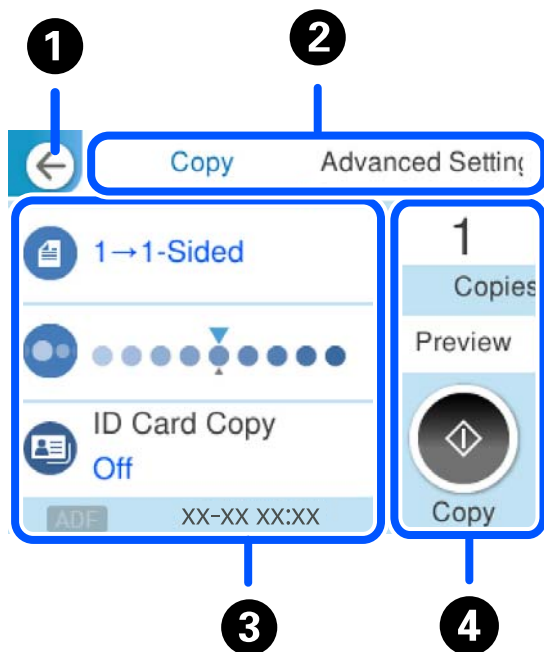 1
2
Copy
Advanced Setting
1→1-Sided
1
Copies
Preview
ID Card Copy
Off
Copy
ADF
XX-XX XX:XX
3
4